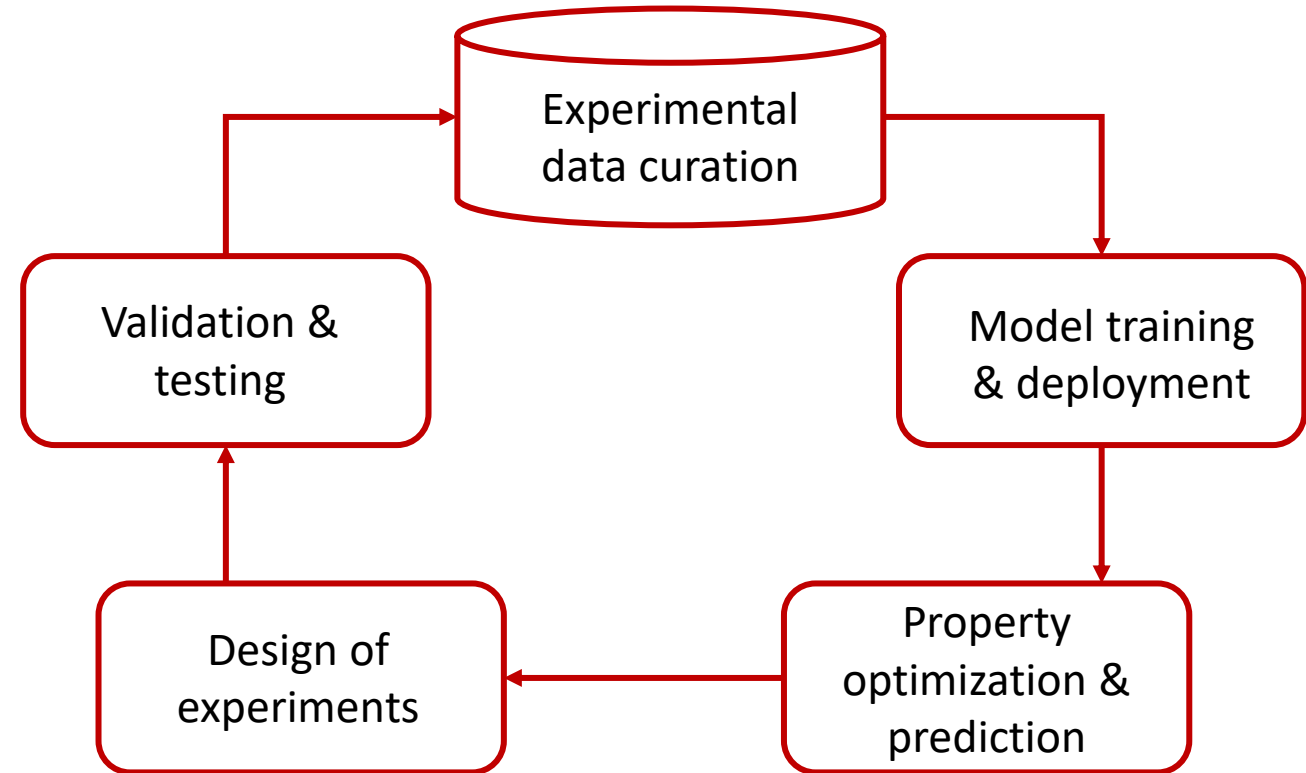 Experimental
data curation
Validation &
testing
Model training
& deployment
Design of
experiments
Property
optimization &
prediction